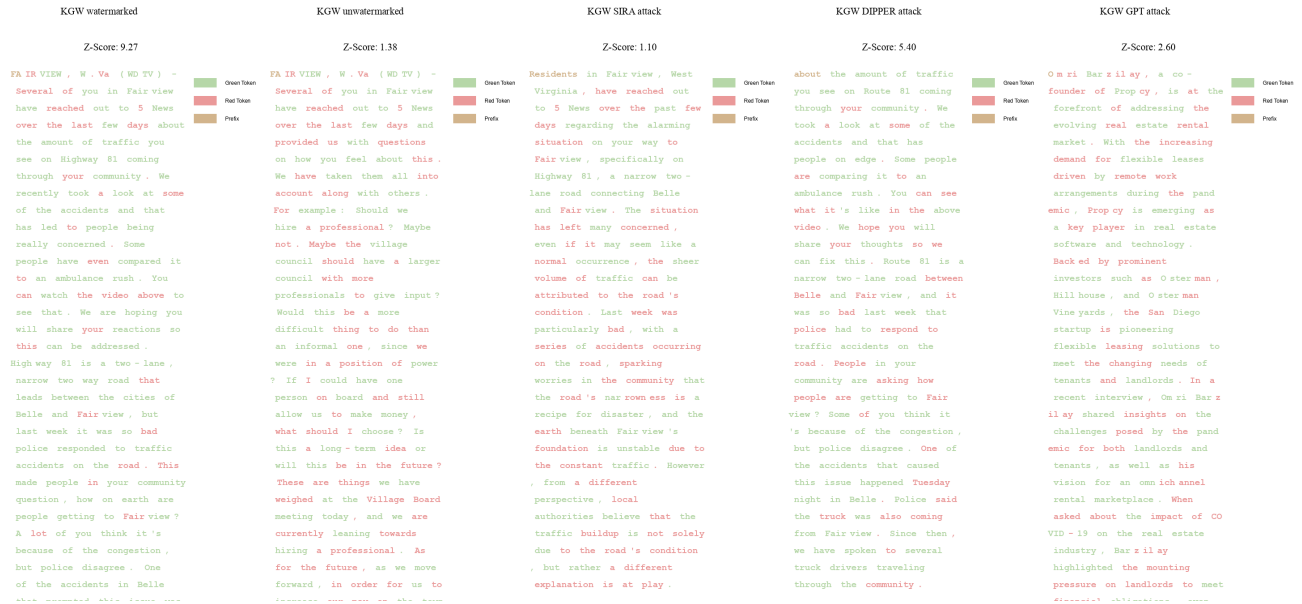 KGW watermarked
Z-Score: 9.27
FA IR VIEW , W . Va ( WD TV ) -
Several of you in Fair view
have reached out to 5 News
over the last few days about
the amount of traffic you
see on Highway 81 coming
through your community . We
recently took a look at some
of the accidents and that
has led to people being
really concerned . Some
people have even compared it
to an ambulance rush . You
can watch the video above to
see that . We are hoping you
will share your reactions so
this can be addressed .
High way 81 is a two - lane ,
narrow two way road that
leads between the cities of
Belle and Fair view , but
last week it was so bad
police responded to traffic
accidents on the road . This
made people in your community
question , how on earth are
people getting to Fair view ?
A lot of you think it 's
because of the congestion ,
but police disagree . One
of the accidents in Belle
that prompted this issue was
Green Token
Red Token
Prefix
KGW unwatermarked
Z-Score: 1.38
FA IR VIEW , W . Va ( WD TV ) -
Several of you in Fair view
have reached out to 5 News
over the last few days and
provided us with questions
on how you feel about this .
We have taken them all into
account along with others .
For example : Should we
hire a professional ? Maybe
not . Maybe the village
council should have a larger
council with more
professionals to give input ?
Would this be a more
difficult thing to do than
an informal one , since we
were in a position of power
? If I could have one
person on board and still
allow us to make money ,
what should I choose ? Is
this a long - term idea or
will this be in the future ?
These are things we have
weighed at the Village Board
meeting today , and we are
currently leaning towards
hiring a professional . As
for the future , as we move
forward , in order for us to
Green Token
Red Token
Prefix
KGW SIRA attack
Z-Score: 1.10
Residents in Fair view , West
Virginia , have reached out
to 5 News over the past few
days regarding the alarming
situation on your way to
Fair view , specifically on
Highway 81 , a narrow two -
lane road connecting Belle
and Fair view . The situation
has left many concerned ,
even if it may seem like a
normal occurrence , the sheer
volume of traffic can be
attributed to the road 's
condition . Last week was
particularly bad , with a
series of accidents occurring
on the road , sparking
worries in the community that
the road 's nar rown ess is a
recipe for disaster , and the
earth beneath Fair view 's
foundation is unstable due to
the constant traffic . However
, from a different
perspective , local
authorities believe that the
traffic buildup is not solely
due to the road 's condition
, but rather a different
explanation is at play .
Green Token
Red Token
Prefix
KGW DIPPER attack
Z-Score: 5.40
about the amount of traffic
you see on Route 81 coming
through your community . We
took a look at some of the
accidents and that has
people on edge . Some people
are comparing it to an
ambulance rush . You can see
what it 's like in the above
video . We hope you will
share your thoughts so we
can fix this . Route 81 is a
narrow two - lane road between
Belle and Fair view , and it
was so bad last week that
police had to respond to
traffic accidents on the
road . People in your
community are asking how
people are getting to Fair
view ? Some of you think it
's because of the congestion ,
but police disagree . One of
the accidents that caused
this issue happened Tuesday
night in Belle . Police said
the truck was also coming
from Fair view . Since then ,
we have spoken to several
truck drivers traveling
through the community .
Green Token
Red Token
Prefix
KGW GPT attack
Z-Score: 2.60
O m ri Bar z il ay , a co -
founder of Prop cy , is at the
forefront of addressing the
evolving real estate rental
market . With the increasing
demand for flexible leases
driven by remote work
arrangements during the pand
emic . Prop cy is emerging as
a key player in real estate
software and technology .
Back ed by prominent
investors such as O ster man ,
Hill house , and O ster man
Vine yards , the San Diego
startup is pioneering
flexible leasing solutions to
meet the changing needs of
tenants and landlords . In a
recent interview , Om ri Bar z
il ay shared insights on the
challenges posed by the pand
emic for both landlords and
tenants , as well as his
vision for an omn ich annel
rental marketplace . When
asked about the impact of CO
VID - 19 on the real estate
industry , Bar z il ay
highlighted the mounting
pressure on landlords to meet
Green Token
Red Token
Prefix